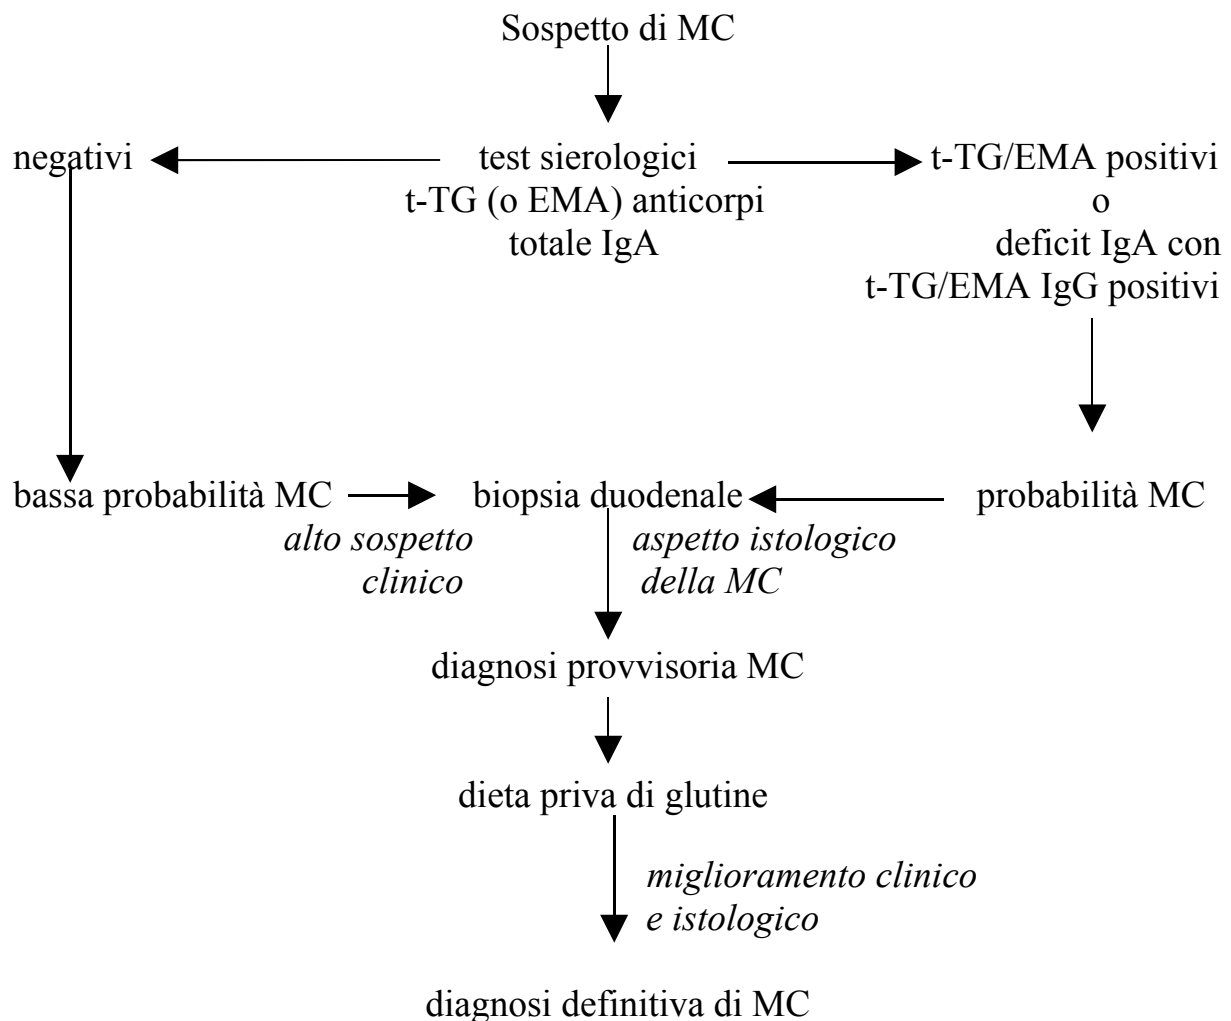 Sospetto di MC
negativi
test sierologici
t-TG (o EMA) anticorpi
totale IgA
t-TG/EMA positivi
o
deficit IgA con
t-TG/EMA IgG positivi
bassa probabilità MC
alto sospetto
clinico
biopsia duodenale
aspetto istologico
della MC
probabilità MC
diagnosi provvisoria MC
dieta priva di glutine
miglioramento clinico
e istologico
diagnosi definitiva di MC